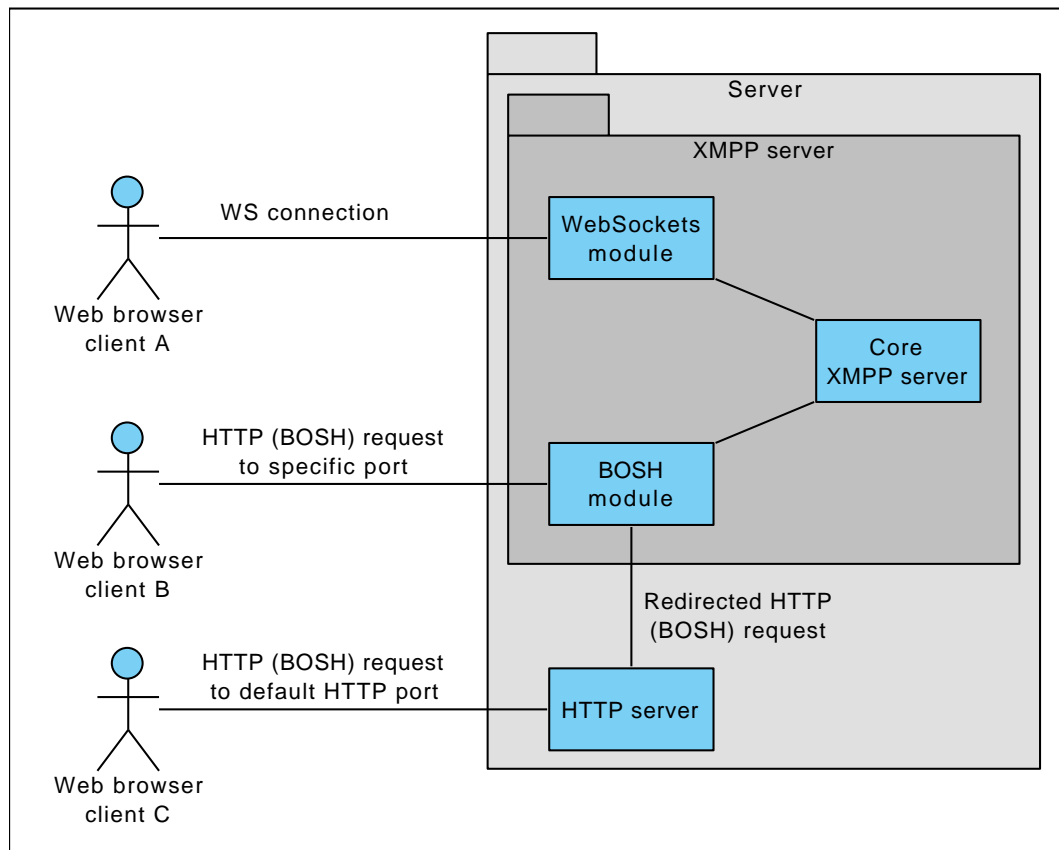 Server
XMPP server
WS connection
WebSockets
module
Web browser
client A
Core
XMPP server
HTTP (BOSH) request
to specific port
BOSH
module
Web browser
client B
Redirected HTTP
(BOSH) request
HTTP (BOSH) request
to default HTTP port
HTTP server
Web browser
client C